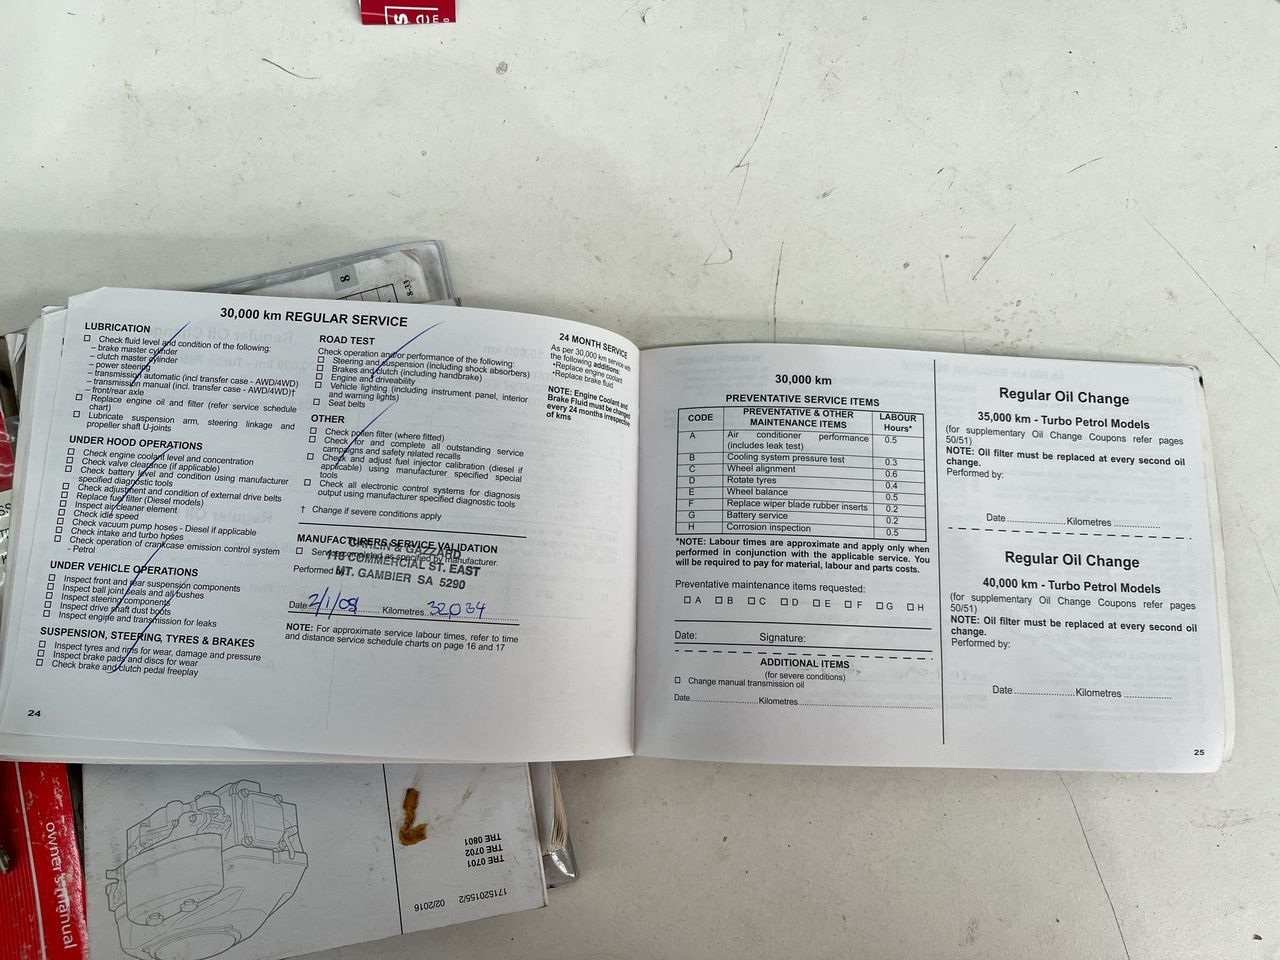 30,000 km REGULAR SERVICE
LUBRICATION
Check fluid level and condition of the following:
– brake master cylinder
– clutch master cylinder
– power steering
– transmission automatic (incl transfer case - AWD/4WD)
– transmission manual (incl. transfer case - AWD/4WD)†
– front/rear axle
Replace engine oil and filter (refer service schedule
chart)
Lubricate suspension arm, steering linkage and
propeller shaft U-joints
UNDER HOOD OPERATIONS
Check engine coolant level and concentration
Check valve clearance (if applicable)
Check battery level and condition using manufacturer
specified diagnostic tools
Check adjustment and condition of external drive belts
Replace fuel filter (Diesel models)
Inspect air cleaner element
Check idle speed
Check vacuum pump hoses - Diesel if applicable
Check intake and turbo hoses
Check operation of crankcase emission control system
- Petrol
UNDER VEHICLE OPERATIONS
Inspect front and rear suspension components
Inspect ball joint seals and all bushes
Inspect steering components
Inspect drive shaft dust boots
Inspect engine and transmission for leaks
SUSPENSION, STEERING, TYRES & BRAKES
Inspect tyres and rims for wear, damage and pressure
Inspect brake pads and discs for wear
Check brake and clutch pedal freeplay
24
ROAD TEST
Check operation and/or performance of the following:
Steering and suspension (including shock absorbers)
Brakes and clutch (including handbrake)
Engine and driveability
Vehicle lighting (including instrument panel, interior
and warning lights)
Seat belts
OTHER
Check pollen filter (where fitted)
Check for and complete all outstanding service
campaigns and safety related recalls
Check and adjust fuel injector calibration (diesel if
applicable) using manufacturer specified special
tools
Check all electronic control systems for diagnosis
output using manufacturer specified diagnostic tools
† Change if severe conditions apply
MANUFACTURERS SERVICE VALIDATION
Service completed as specified by manufacturer.
Performed by
CARLIN & GAZZARD
118 COMMERCIAL ST. EAST
MT. GAMBIER SA 5290
Date 2/1/08 Kilometres 32034
NOTE: For approximate service labour times, refer to time
and distance service schedule charts on page 16 and 17
24 MONTH SERVICE
As per 30,000 km service with
the following additions:
•Replace engine coolant
•Replace brake fluid
NOTE: Engine Coolant and
Brake Fluid must be changed
every 24 months irrespective
of kms
30,000 km
PREVENTATIVE SERVICE ITEMS
CODE PREVENTATIVE & OTHER MAINTENANCE ITEMS LABOUR Hours*
A Air conditioner performance (including leak test) 0.5
B Cooling system pressure test 0.3
C Wheel alignment 0.6
D Rotate tyres 0.4
E Wheel balance 0.5
F Replace wiper blade rubber inserts 0.2
G Battery service 0.2
H Corrosion inspection 0.5
*NOTE: Labour times are approximate and apply only when
performed in conjunction with the applicable service. You
will be required to pay for material, labour and parts costs.
Preventative maintenance items requested:
A B C D E F G H
Date: Signature:
ADDITIONAL ITEMS
(for severe conditions)
Change manual transmission oil
Date Kilometres
Regular Oil Change
35,000 km - Turbo Petrol Models
(for supplementary Oil Change Coupons refer pages
50/51)
NOTE: Oil filter must be replaced at every second oil
change.
Performed by:
Date Kilometres
Regular Oil Change
40,000 km - Turbo Petrol Models
(for supplementary Oil Change Coupons refer pages
50/51)
NOTE: Oil filter must be replaced at every second oil
change.
Performed by:
Date Kilometres
25
8
8-33
owner's manual
TRE 0701
TRE 0702
TRE 0801
17152015S/2
02/2016